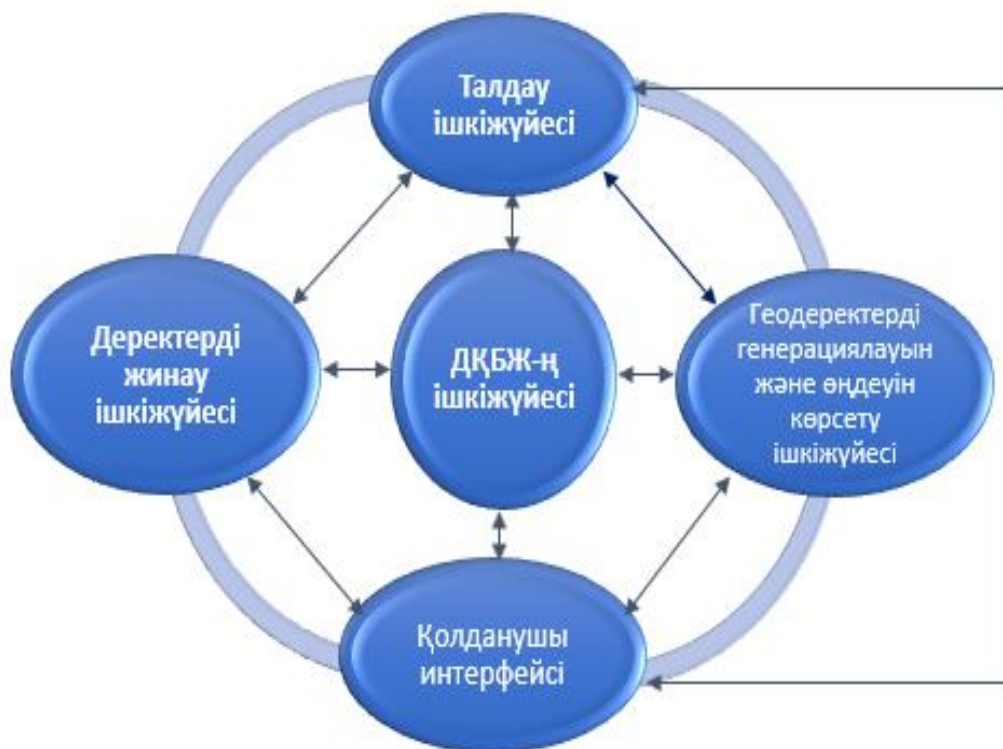 Талдау
ішкіжүйесі
Деректерді
жинау
ішкіжүйесі
ДҚБЖ-ң
ішкіжүйесі
Геодеректерді
генерациялауын
және өңдеуін
көрсету
ішкіжүйесі
Қолданушы
интерфейсі